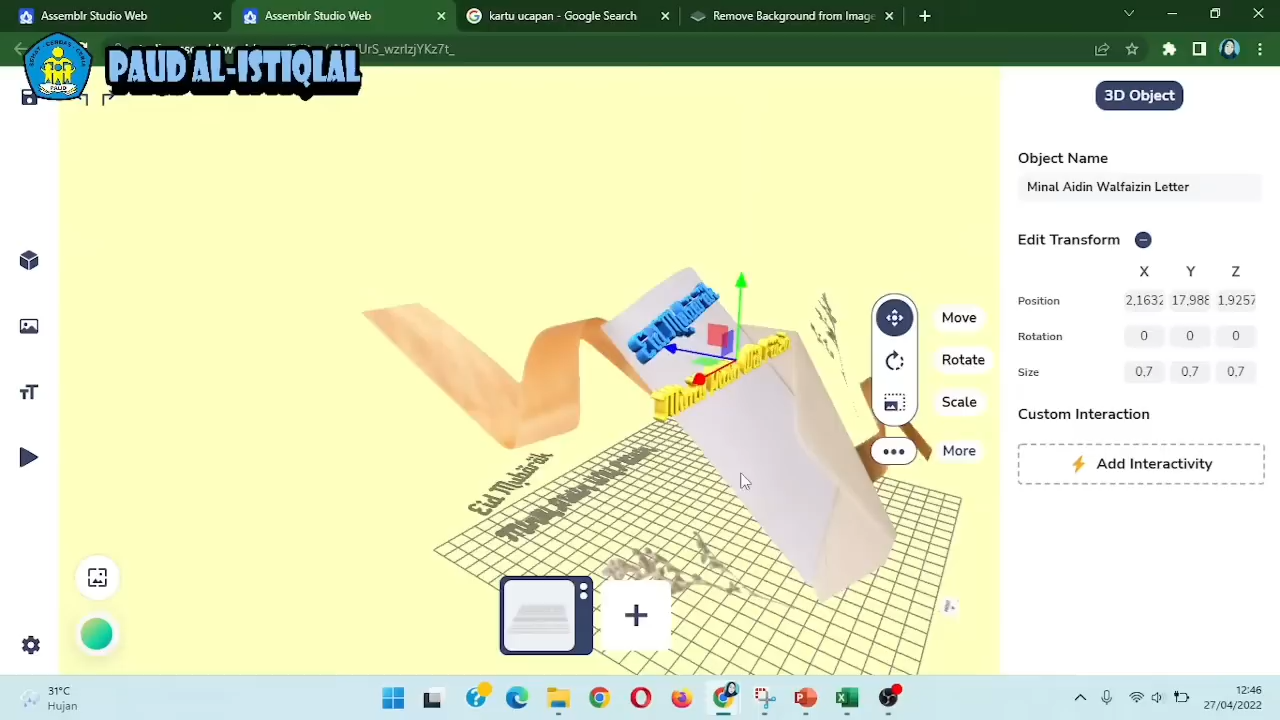 Assemblr Studio Web
Assemblr Studio Web
kartu ucapan - Google Search
Remove Background from Image
PAUD AL-ISTIQLAL
PAUD
3D Object
Object Name
Minal Aidin Walfaizin Letter
Edit Transform
X Y Z
Position 2,1632 17,988 1,9257
Rotation 0 0 0
Size 0,7 0,7 0,7
Custom Interaction
Add Interactivity
Move
Rotate
Scale
More
Eid Mubarak
31°C
Hujan
12:46
27/04/2022